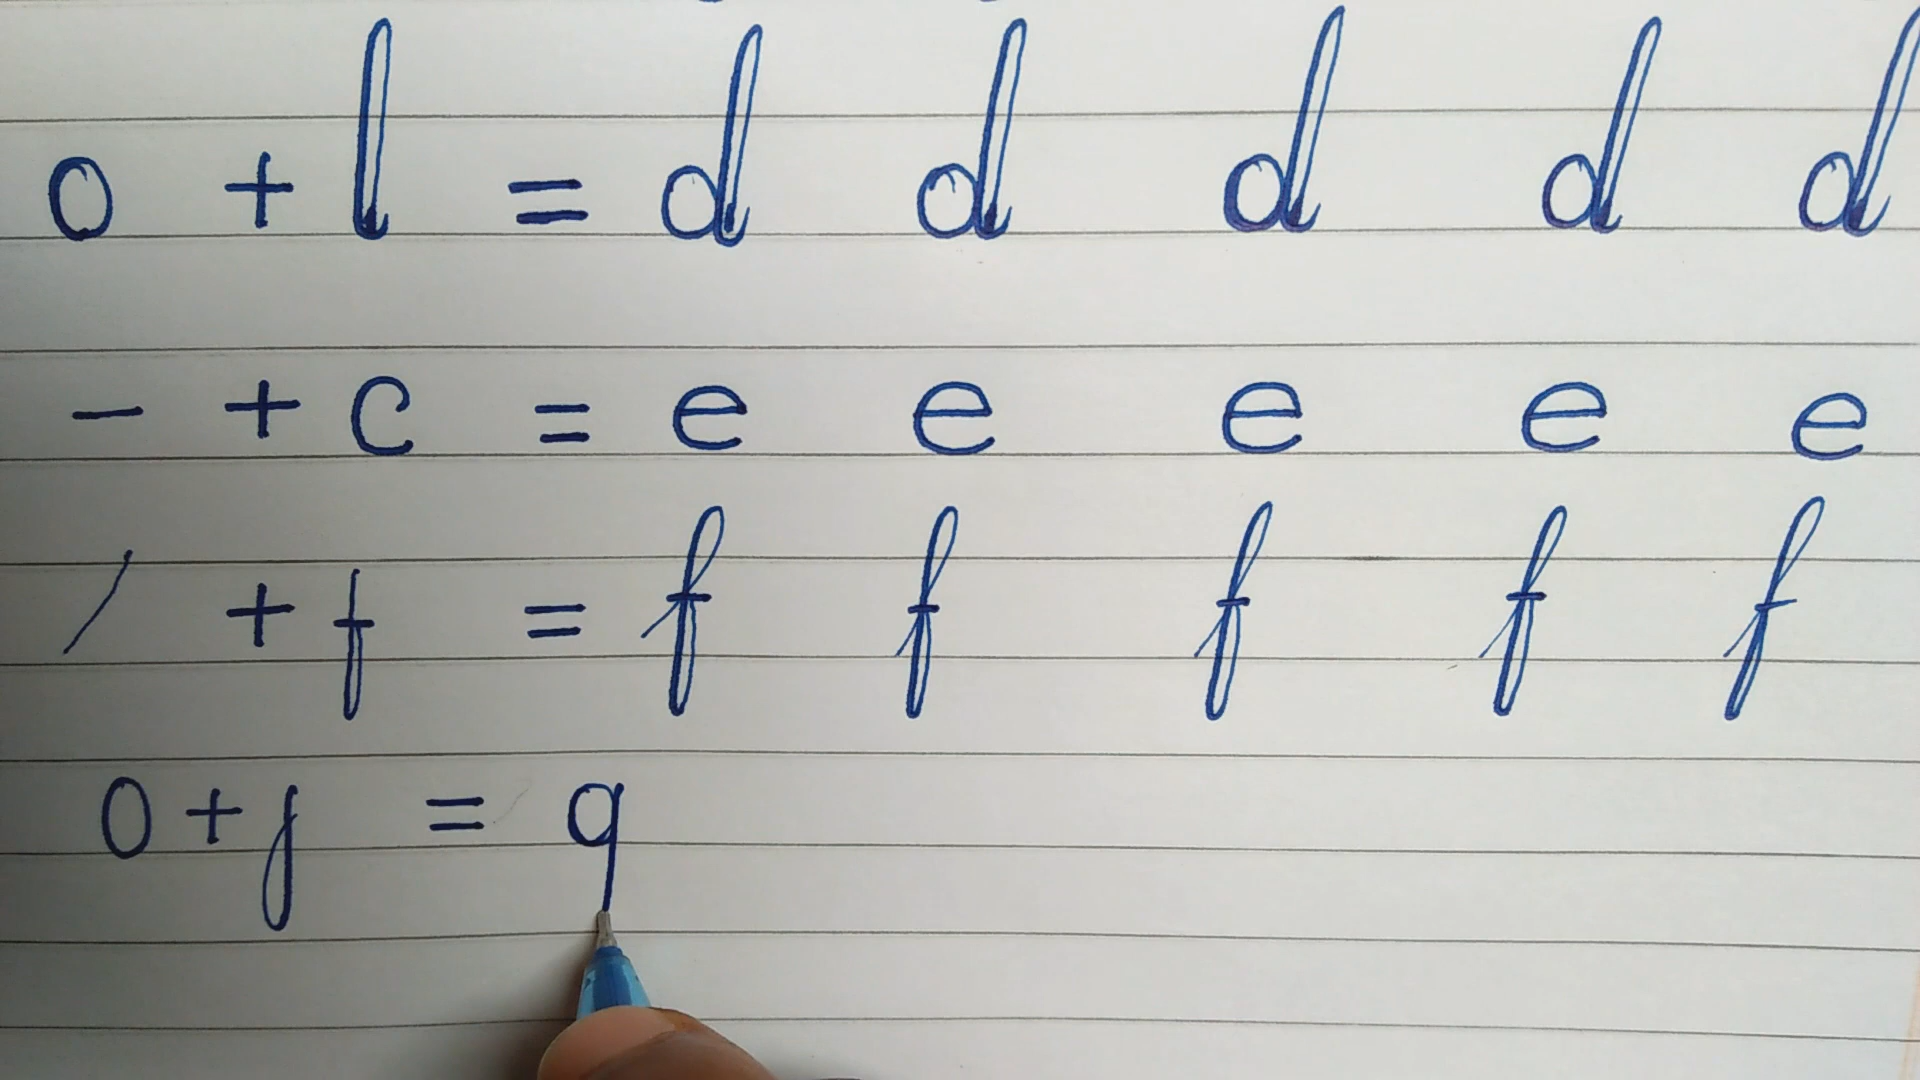 o + l = d d d d d
- + c = e e e e e
/ + f = f f f f f
o + j = g